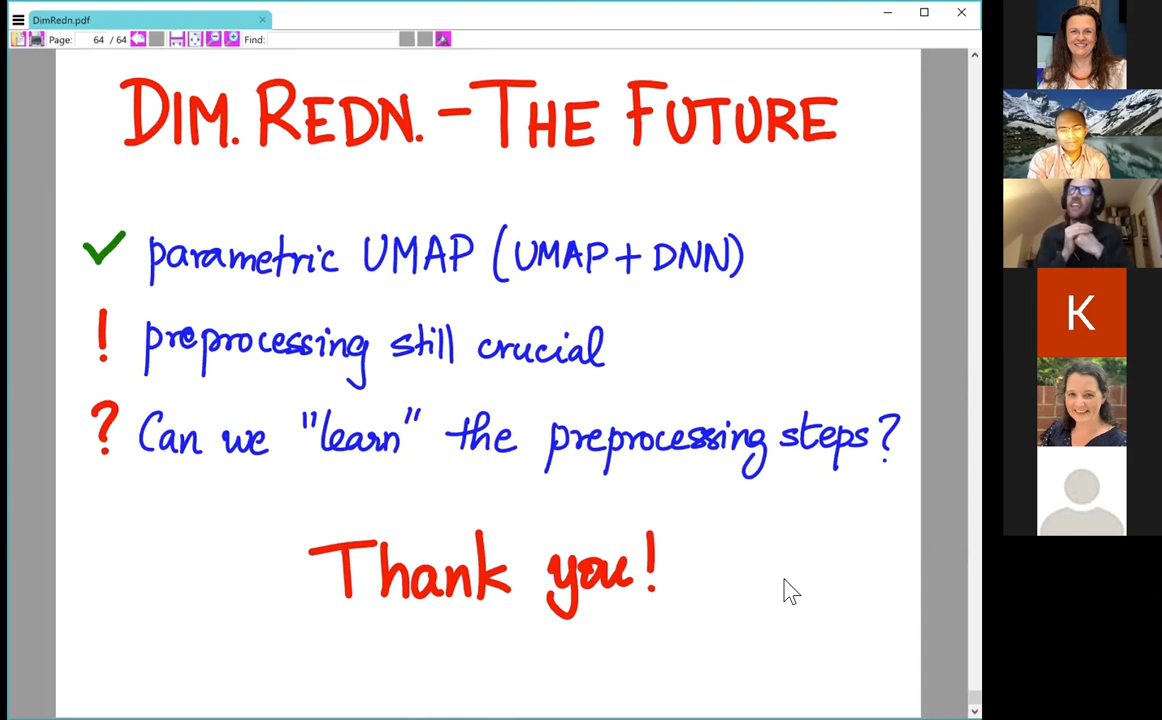 DimRedn.pdf
Page: 64 / 64 Find:
DIM. REDN. - THE FUTURE
✓ parametric UMAP (UMAP + DNN)
! preprocessing still crucial
? Can we "learn" the preprocessing steps?
Thank you!
K